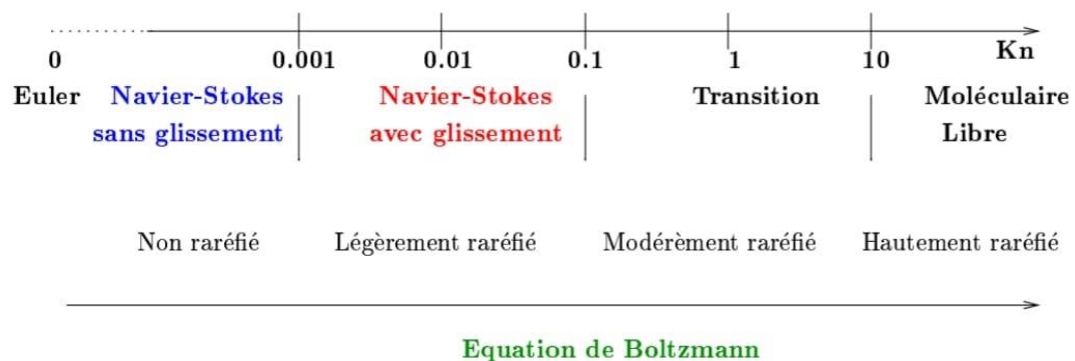 0 0.001 0.01 0.1 1 10 Kn
Euler Navier-Stokes Navier-Stokes Transition Moléculaire
sans glissement avec glissement Libre
Non raréfié Légèrement raréfié Modérèment raréfié Hautement raréfié
Equation de Boltzmann